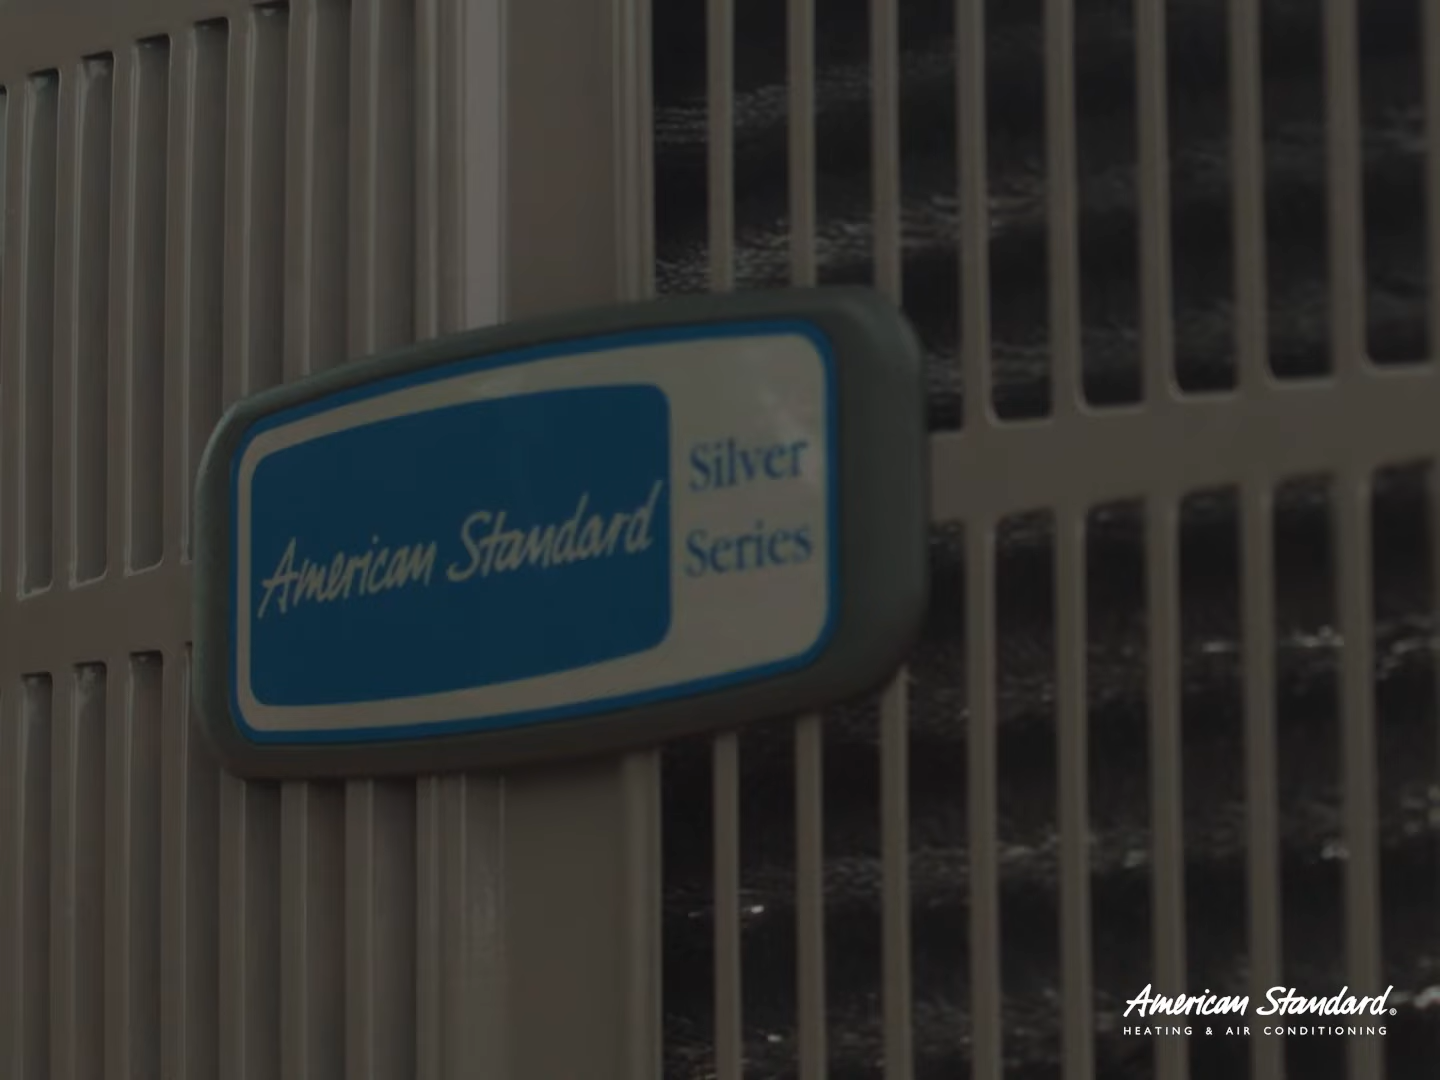 American Standard
Silver
Series
American Standard®
HEATING & AIR CONDITIONING